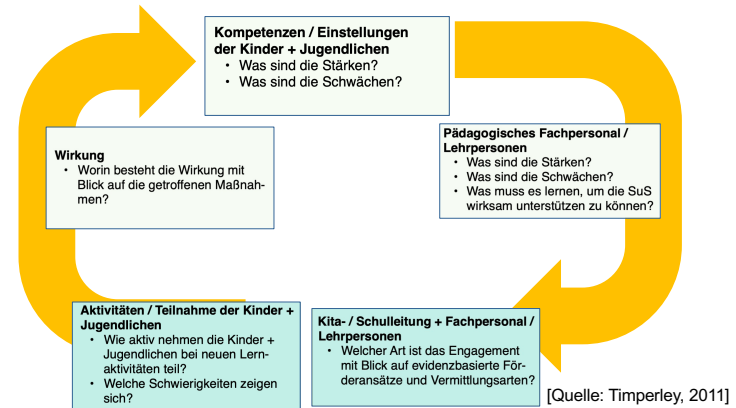 Kompetenzen / Einstellungen
der Kinder + Jugendlichen
• Was sind die Stärken?
• Was sind die Schwächen?
Pädagogisches Fachpersonal /
Lehrpersonen
• Was sind die Stärken?
• Was sind die Schwächen?
• Was muss es lernen, um die SuS
wirksam unterstützen zu können?
Kita- / Schulleitung + Fachpersonal /
Lehrpersonen
• Welcher Art ist das Engagement
mit Blick auf evidenzbasierte För-
deransätze und Vermittlungsarten?
Aktivitäten / Teilnahme der Kinder +
Jugendlichen
• Wie aktiv nehmen die Kinder +
Jugendlichen bei neuen Lern-
aktivitäten teil?
• Welche Schwierigkeiten zeigen
sich?
Wirkung
• Worin besteht die Wirkung mit
Blick auf die getroffenen Maßnah-
men?
[Quelle: Timperley, 2011]